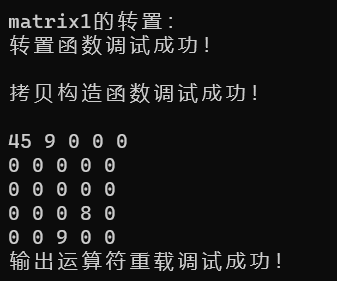 matrix1的转置:
转置函数调试成功!
拷贝构造函数调试成功!
45 9 0 0 0
0 0 0 0 0
0 0 0 0 0
0 0 0 8 0
0 0 9 0 0
输出运算符重载调试成功!